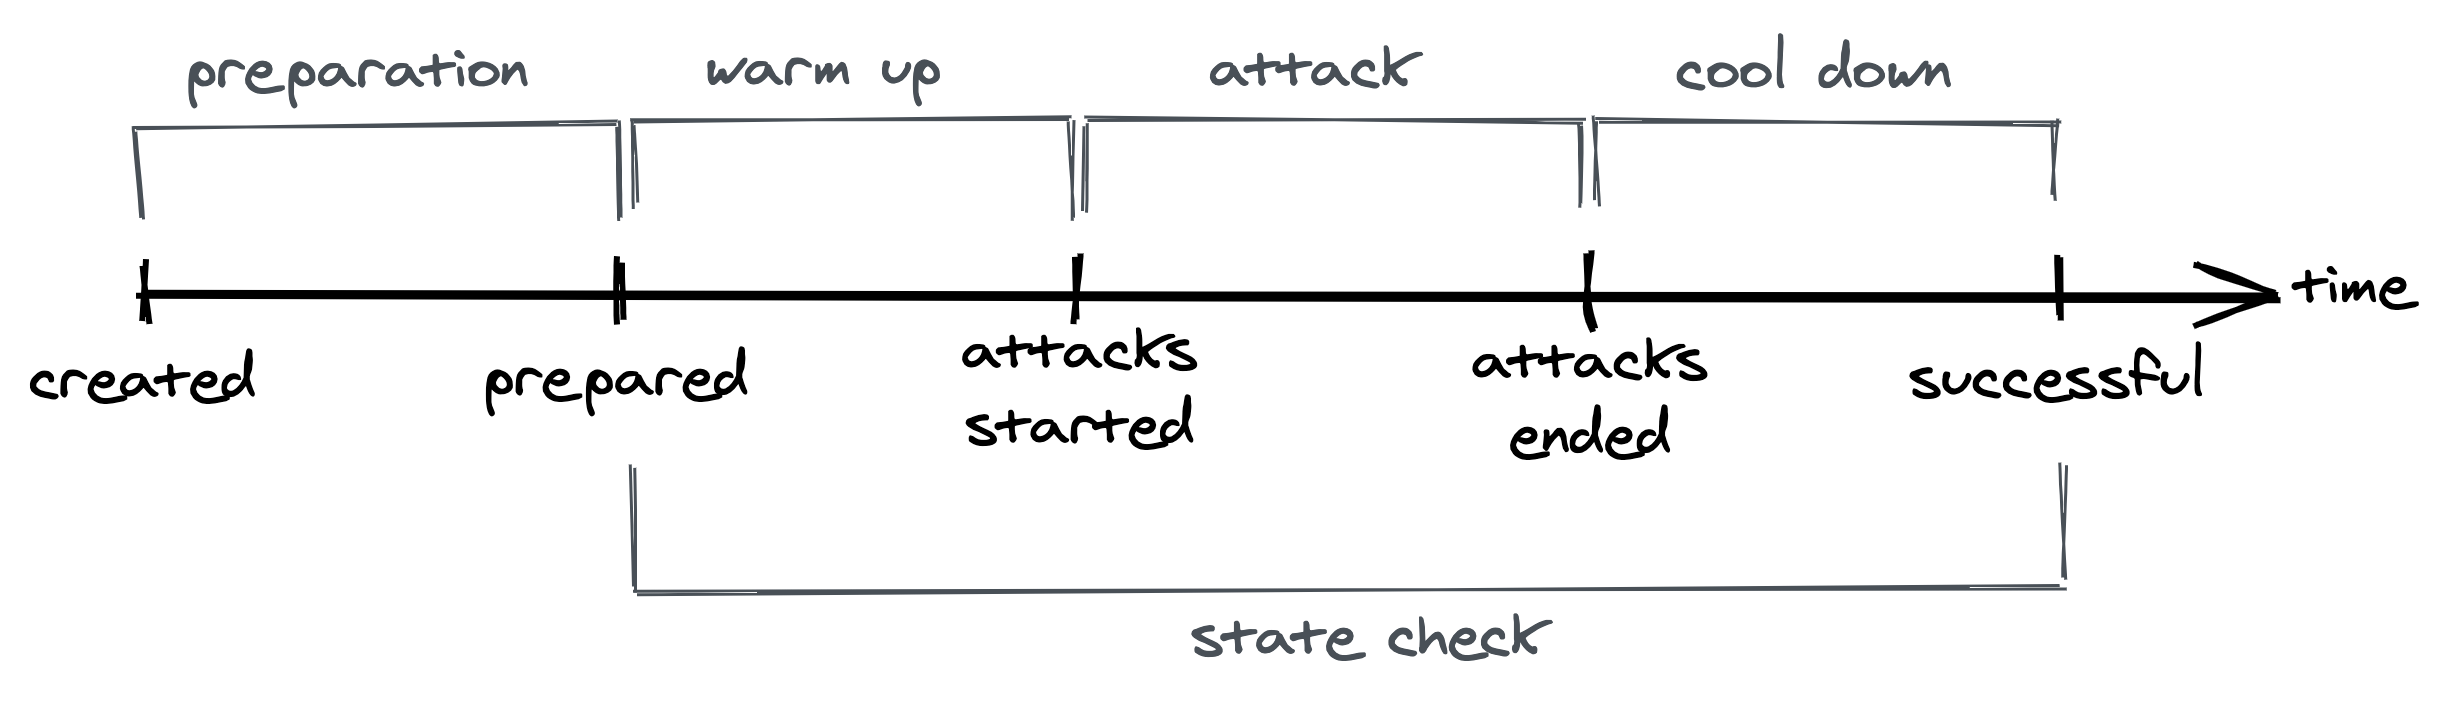 preparation
warm up
attack
cool down
time
created
prepared
attacks
started
attacks
ended
successful
state check